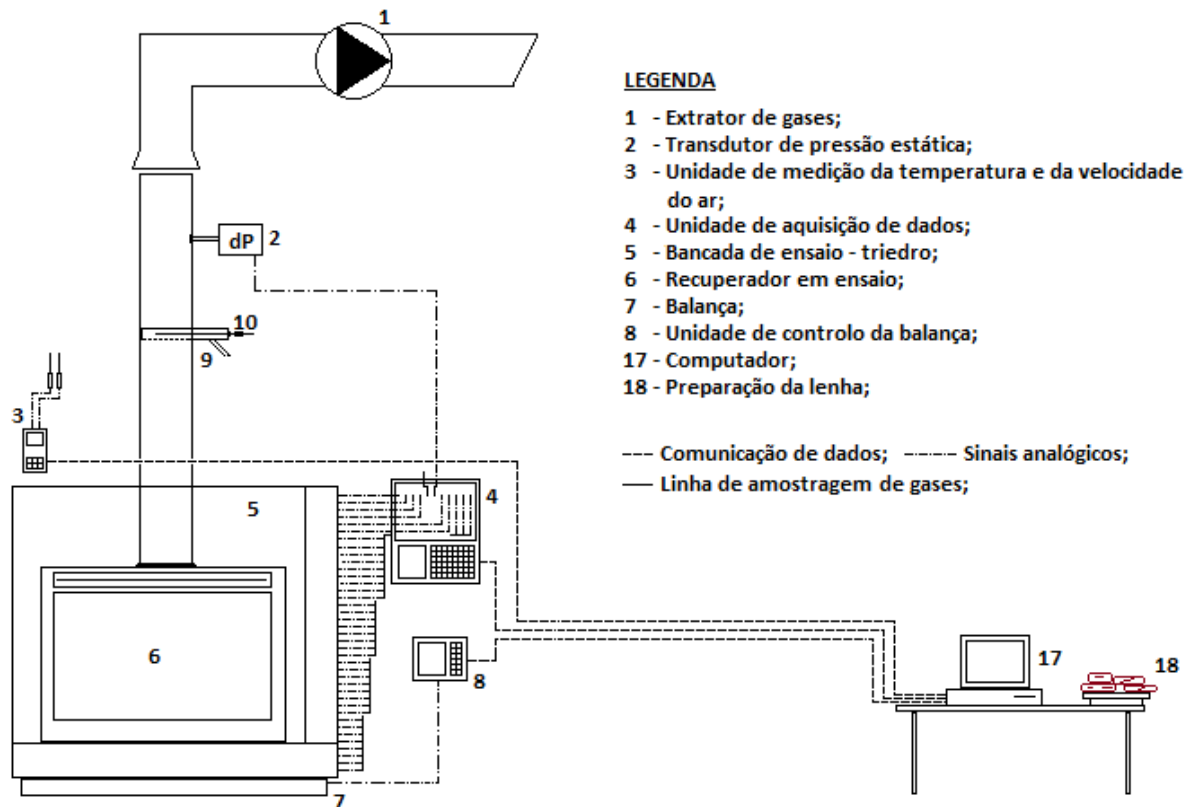 1
LEGENDA
1 - Extrator de gases;
2 - Transdutor de pressão estática;
3 - Unidade de medição da temperatura e da velocidade
do ar;
4 - Unidade de aquisição de dados;
5 - Bancada de ensaio - triedro;
6 - Recuperador em ensaio;
7 - Balança;
8 - Unidade de controlo da balança;
17 - Computador;
18 - Preparação da lenha;
Comunicação de dados;
Sinais analógicos;
Linha de amostragem de gases;
dP
2
10
9
3
5
4
6
8
17
18
7